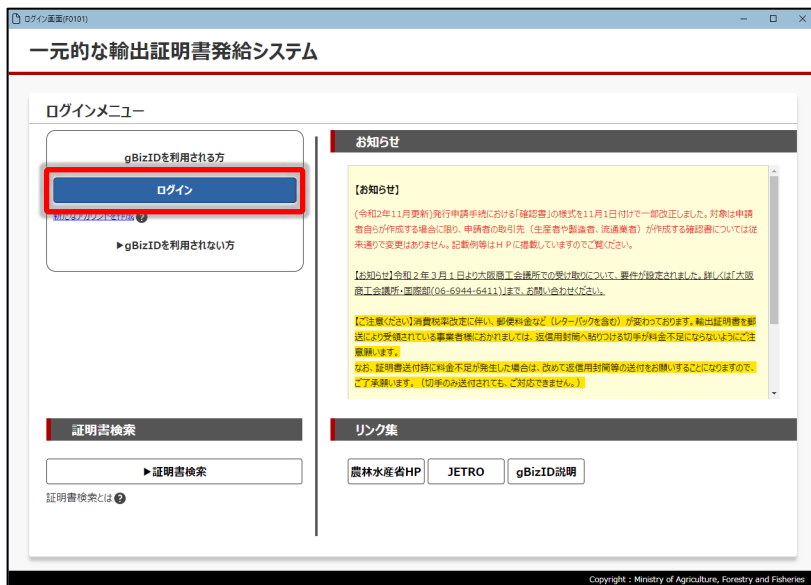 ログイン画面(F0101)
一元的な輸出証明書発給システム
ログインメニュー
gBizIDを利用される方
ログイン
新たなアカウントを作成 ?
▶gBizIDを利用されない方
お知らせ
【お知らせ】
(令和2年11月更新)発行申請手続における「確認書」の様式を11月1日付けで一部改正しました。対象は申請
者自らが作成する場合に限り、申請者の取引先（生産者や製造者、流通業者）が作成する確認書については従
来通りで変更はありません。記載例等はＨＰに掲載していますのでご覧ください。
【お知らせ】令和２年３月１日より大阪商工会議所での受け取りについて、要件が設定されました。詳しくは「大阪
商工会議所・国際部(06-6944-6411)」まで、お問い合わせください。
【ご注意ください】消費税率改定に伴い、郵便料金など（レターパックを含む）が変わっております。輸出証明書を郵
送により受領されている事業者様におかれましては、返信用封筒へ貼りつける切手が料金不足にならないようにご注
意願います。
なお、証明書送付時に料金不足が発生した場合は、改めて返信用封筒等の送付をお願いすることになりますので、
ご了承願います。（切手のみ送付されても、ご対応できません。）
証明書検索
▶証明書検索
証明書検索とは ?
リンク集
農林水産省HP JETRO gBizID説明
Copyright : Ministry of Agriculture, Forestry and Fisheries